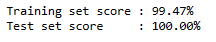 Training set score : 99.47%
Test set score     : 100.00%